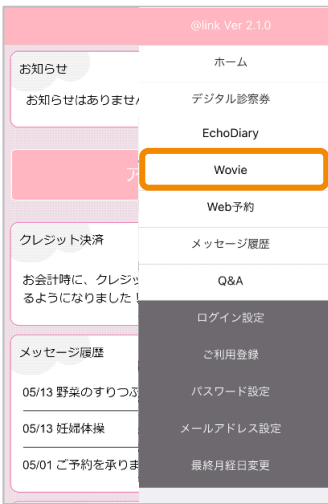 @link Ver 2.1.0
お知らせ
お知らせはありませ
ア
クレジット決済
お会計時に、クレジッ
るようになりました！
メッセージ履歴
05/13 野菜のすりつぶ
05/13 妊婦体操
05/01 ご予約を承りま
ホーム
デジタル診察券
EchoDiary
Wovie
Web予約
メッセージ履歴
Q&A
ログイン設定
ご利用登録
パスワード設定
メールアドレス設定
最終月経日変更